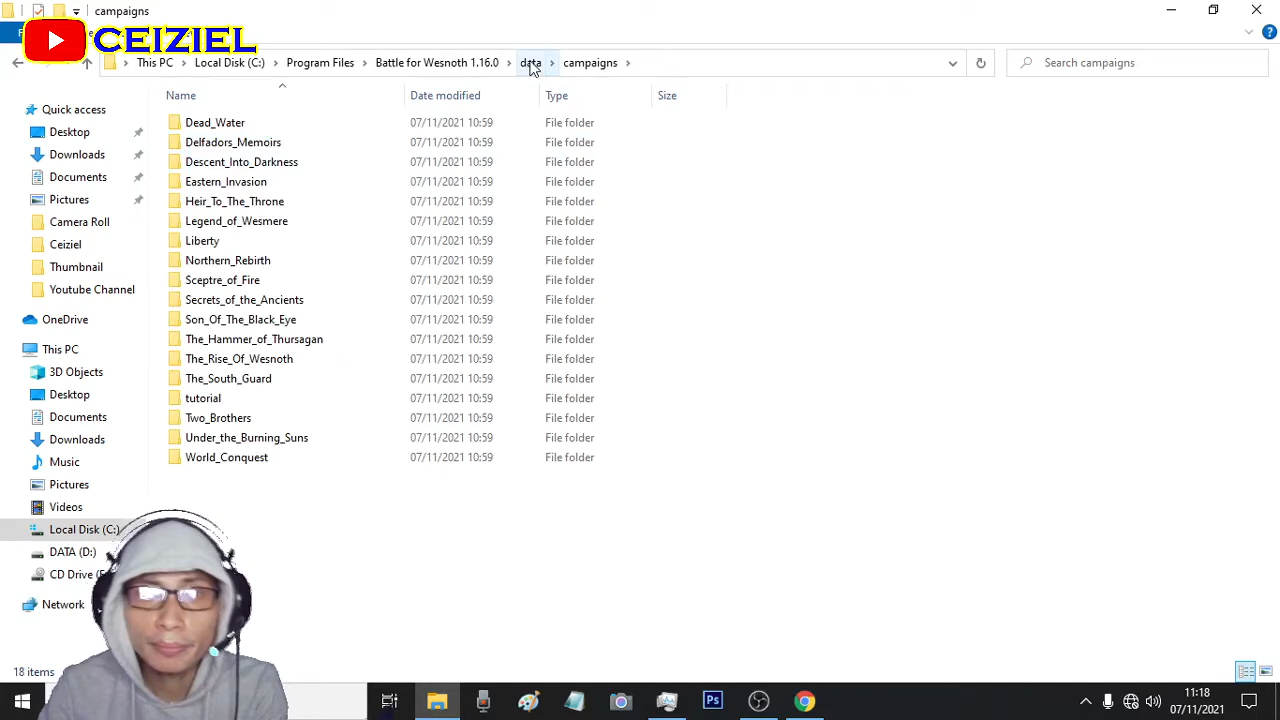 campaigns
CEIZIEL
This PC
Local Disk (C:)
Program Files
Battle for Wesnoth 1.16.0
data
campaigns
Search campaigns
Name
Date modified
Type
Size
Quick access
Desktop
Downloads
Documents
Pictures
Camera Roll
Ceiziel
Thumbnail
Youtube Channel
OneDrive
This PC
3D Objects
Desktop
Documents
Downloads
Music
Pictures
Videos
Local Disk (C:)
DATA (D:)
CD Drive
Network
Dead_Water 07/11/2021 10:59 File folder
Delfadors_Memoirs 07/11/2021 10:59 File folder
Descent_Into_Darkness 07/11/2021 10:59 File folder
Eastern_Invasion 07/11/2021 10:59 File folder
Heir_To_The_Throne 07/11/2021 10:59 File folder
Legend_of_Wesmere 07/11/2021 10:59 File folder
Liberty 07/11/2021 10:59 File folder
Northern_Rebirth 07/11/2021 10:59 File folder
Sceptre_of_Fire 07/11/2021 10:59 File folder
Secrets_of_the_Ancients 07/11/2021 10:59 File folder
Son_Of_The_Black_Eye 07/11/2021 10:59 File folder
The_Hammer_of_Thursagan 07/11/2021 10:59 File folder
The_Rise_Of_Wesnoth 07/11/2021 10:59 File folder
The_South_Guard 07/11/2021 10:59 File folder
tutorial 07/11/2021 10:59 File folder
Two_Brothers 07/11/2021 10:59 File folder
Under_the_Burning_Suns 07/11/2021 10:59 File folder
World_Conquest 07/11/2021 10:59 File folder
18 items
Ps
11:18
07/11/2021